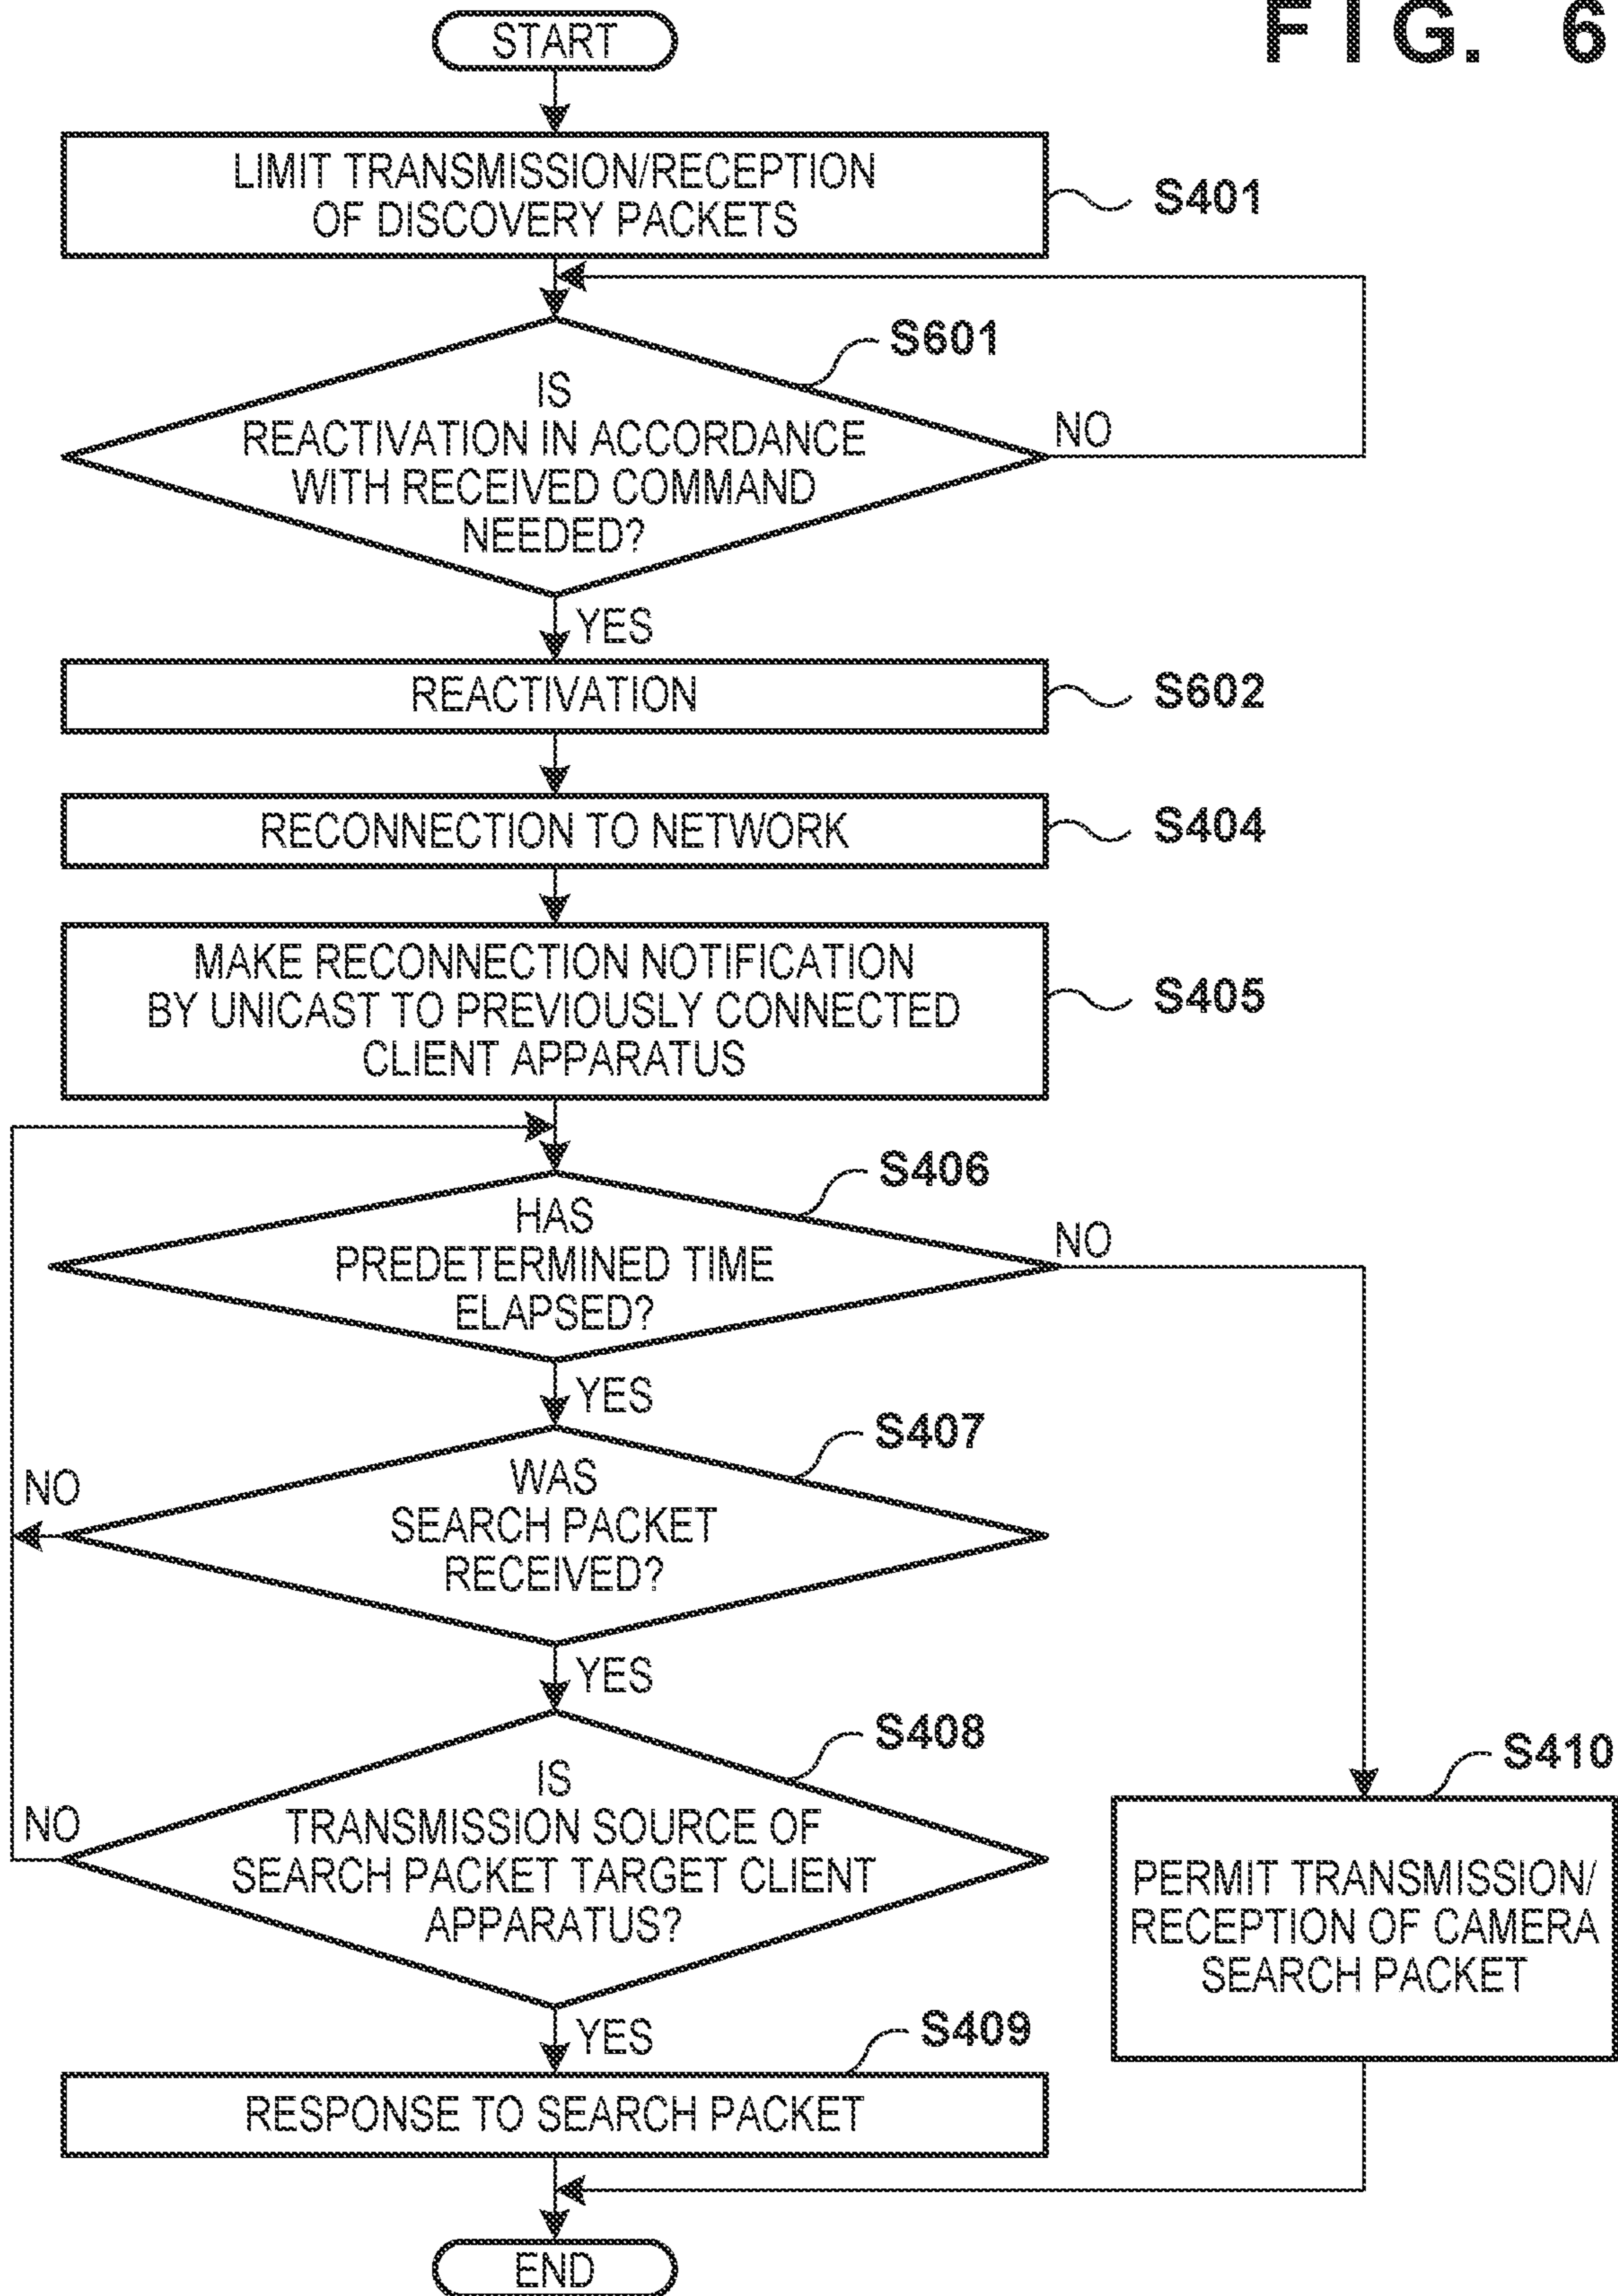 FIG. 6
START
LIMIT TRANSMISSION/RECEPTION
OF DISCOVERY PACKETS
S401
S601
IS
REACTIVATION IN ACCORDANCE
WITH RECEIVED COMMAND
NEEDED?
NO
YES
REACTIVATION
S602
RECONNECTION TO NETWORK
S404
MAKE RECONNECTION NOTIFICATION
BY UNICAST TO PREVIOUSLY CONNECTED
CLIENT APPARATUS
S405
S406
HAS
PREDETERMINED TIME
ELAPSED?
NO
YES
S407
WAS
SEARCH PACKET
RECEIVED?
NO
YES
S408
IS
TRANSMISSION SOURCE OF
SEARCH PACKET TARGET CLIENT
APPARATUS?
NO
YES
S410
PERMIT TRANSMISSION/
RECEPTION OF CAMERA
SEARCH PACKET
S409
RESPONSE TO SEARCH PACKET
END